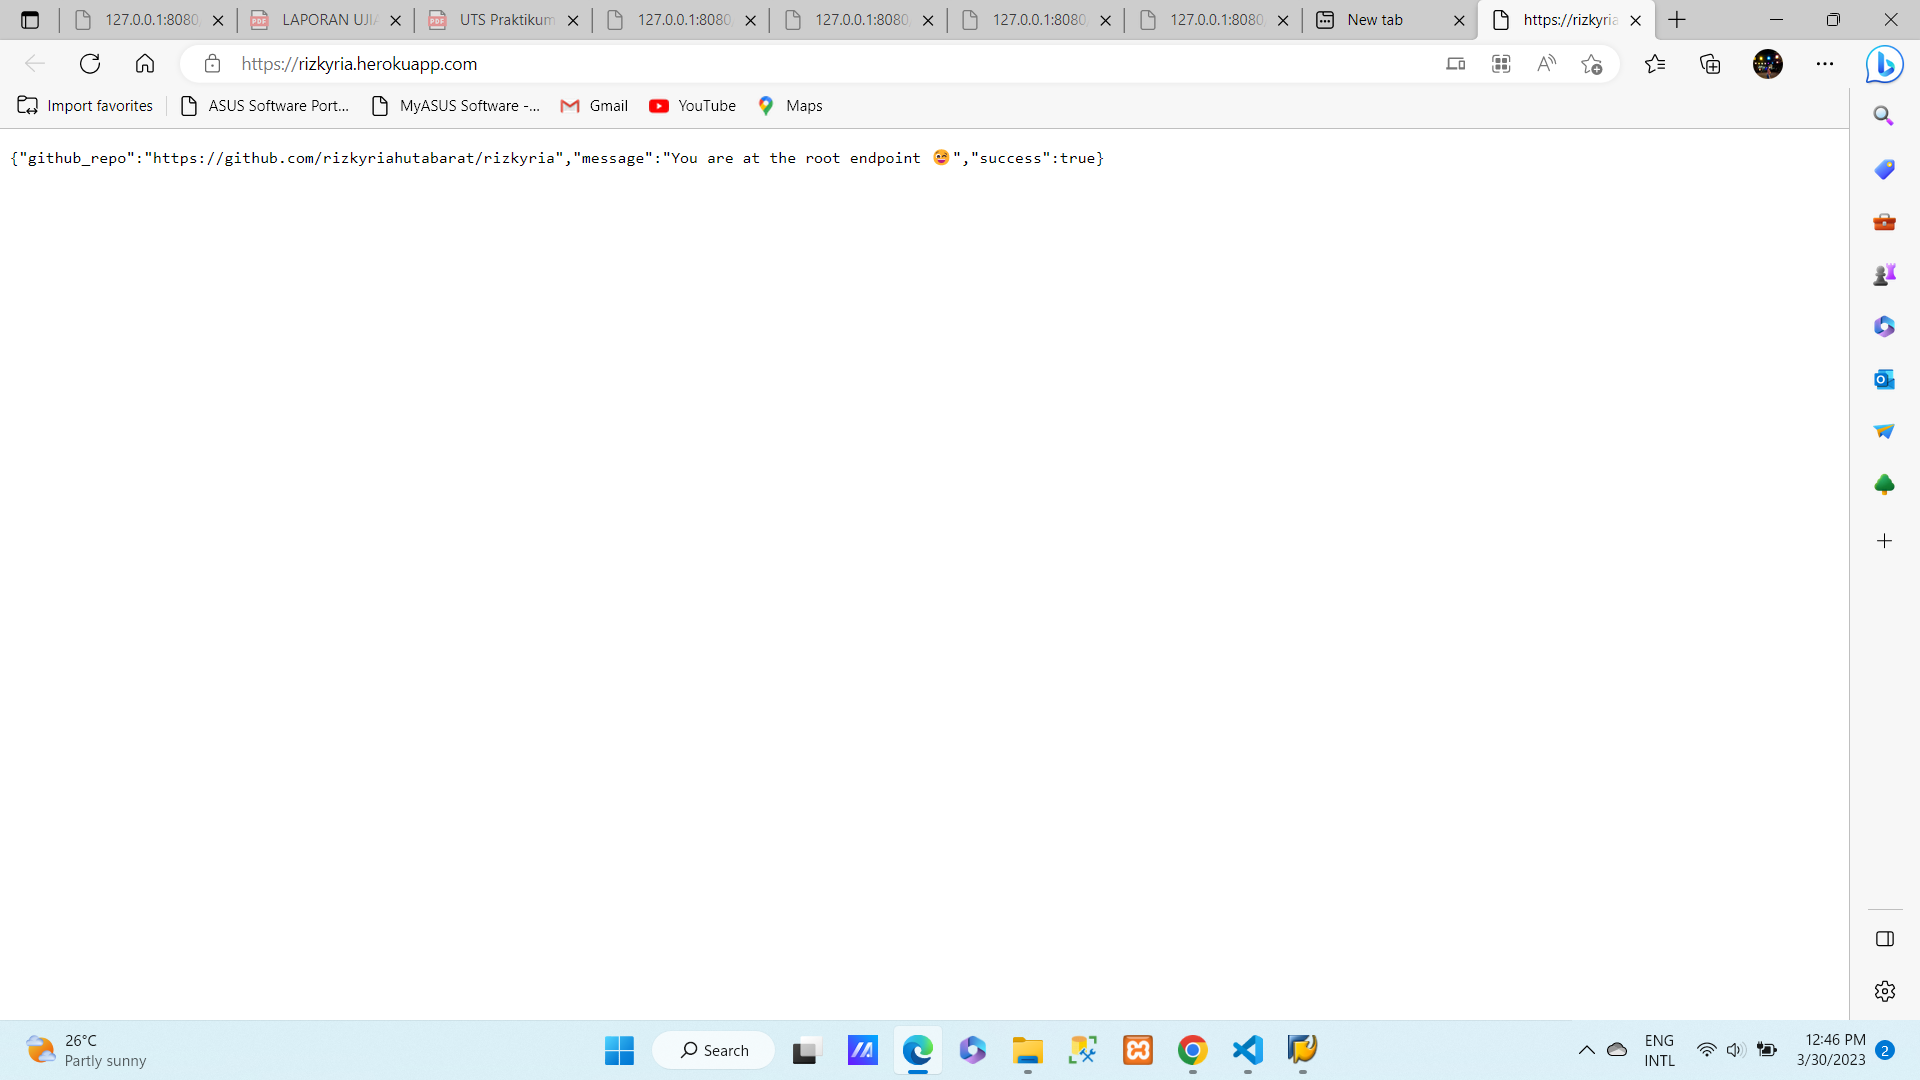 127.0.0.1:8080,
LAPORAN UJIA
UTS Praktikum
127.0.0.1:8080,
127.0.0.1:8080,
127.0.0.1:8080,
127.0.0.1:8080,
New tab
https://rizkyria
https://rizkyria.herokuapp.com
Import favorites
ASUS Software Port...
MyASUS Software -...
Gmail
YouTube
Maps
{"github_repo":"https://github.com/rizkyriahutabarat/rizkyria","message":"You are at the root endpoint 😝","success":true}
26°C
Partly sunny
Search
ENG
INTL
12:46 PM
3/30/2023
2